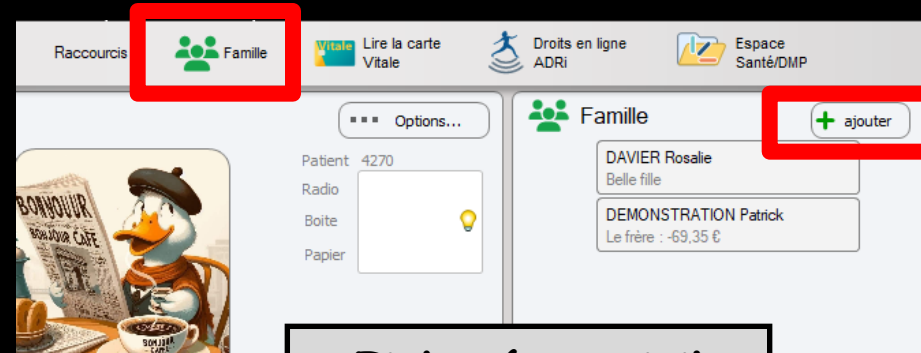 Raccourcis
Famille
Vitale
Lire la carte
Vitale
Droits en ligne
ADRi
Espace
Santé/DMP
Options...
Famille
ajouter
Patient 4270
Radio
Boite
Papier
DAVIER Rosalie
Belle fille
DEMONSTRATION Patrick
Le frère : -69,35 €
BONJOUR CAFE